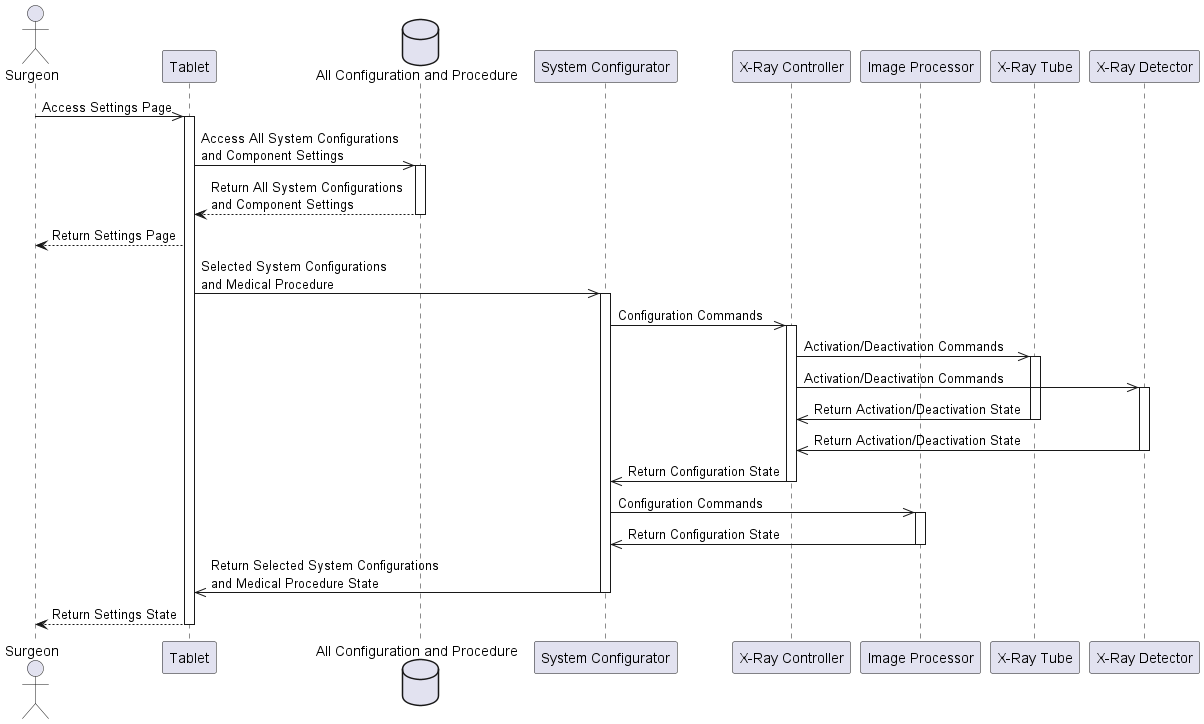 Surgeon
Tablet
All Configuration and Procedure
System Configurator
X-Ray Controller
Image Processor
X-Ray Tube
X-Ray Detector
Access Settings Page
Access All System Configurations
and Component Settings
Return All System Configurations
and Component Settings
Return Settings Page
Selected System Configurations
and Medical Procedure
Configuration Commands
Activation/Deactivation Commands
Activation/Deactivation Commands
Return Activation/Deactivation State
Return Activation/Deactivation State
Return Configuration State
Configuration Commands
Return Configuration State
Return Selected System Configurations
and Medical Procedure State
Return Settings State
Surgeon
Tablet
All Configuration and Procedure
System Configurator
X-Ray Controller
Image Processor
X-Ray Tube
X-Ray Detector